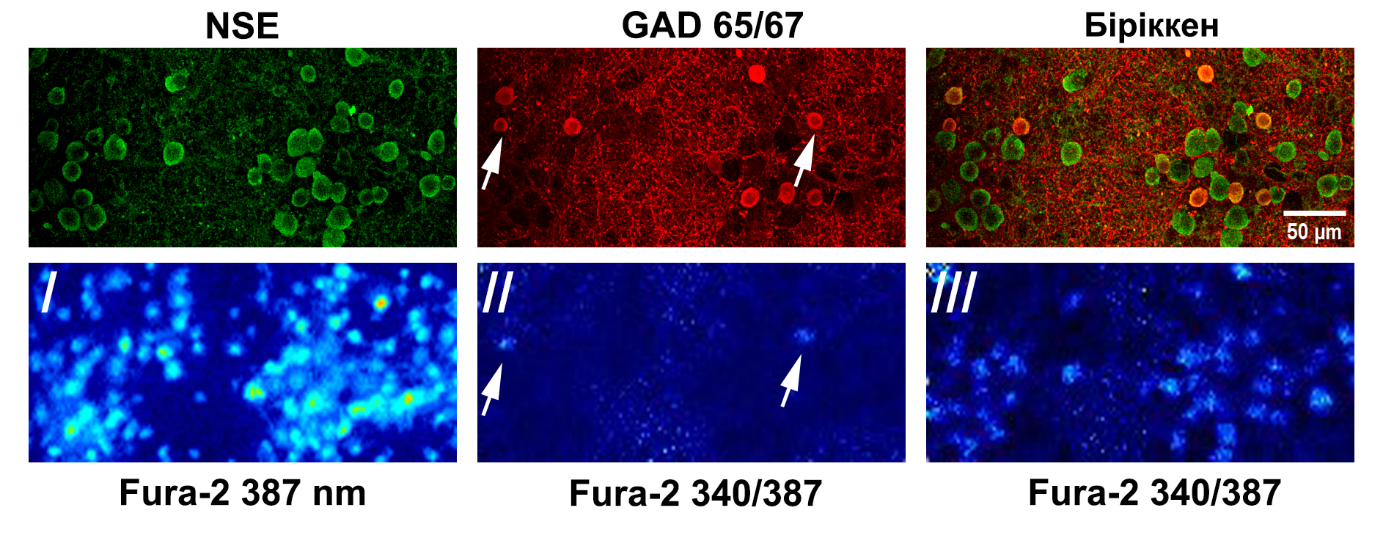 NSE
GAD 65/67
Біріккен
50 µm
I
II
III
Fura-2 387 nm
Fura-2 340/387
Fura-2 340/387